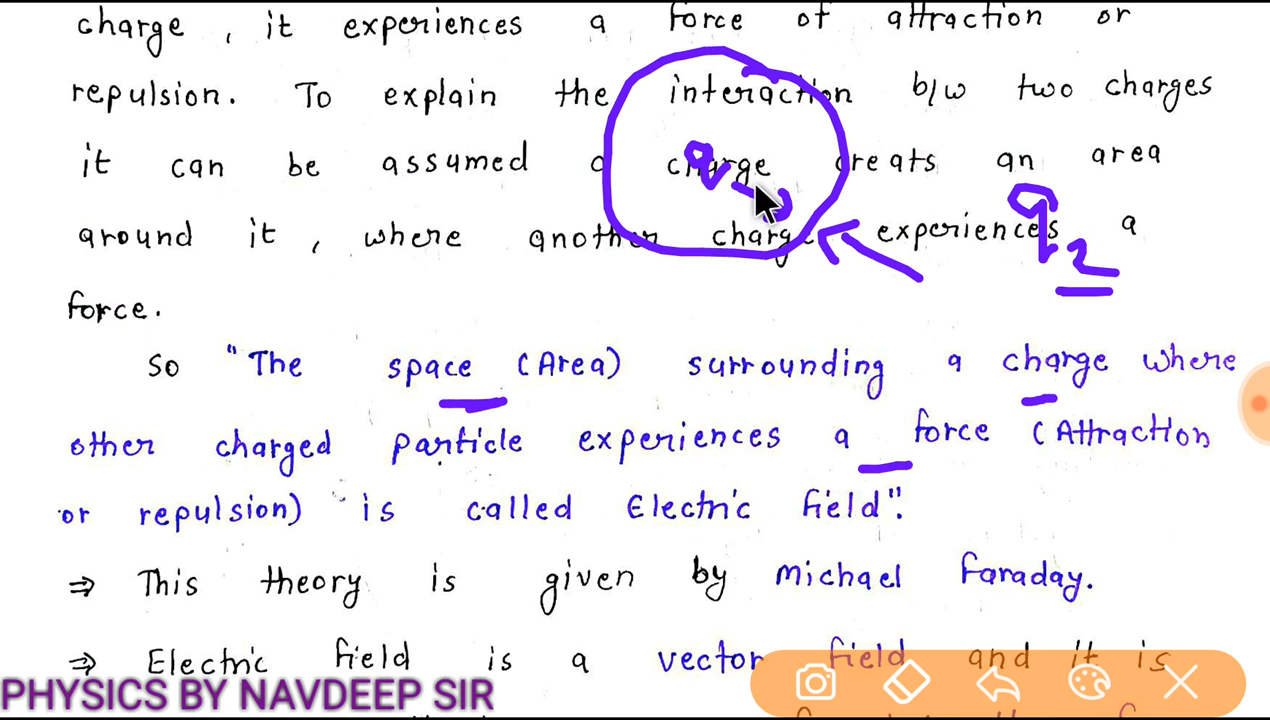 charge , it experiences a force of attraction or
repulsion. To explain the interaction b/w two charges
it can be assumed a charge creats an area
around it , where another charge experiences a
q2
force.
So "The space (Area) surrounding a charge where
other charged particle experiences a force (Attraction
or repulsion) is called Electric field".
⇒ This theory is given by michael faraday.
⇒ Electric field is a vector field and it is
PHYSICS BY NAVDEEP SIR